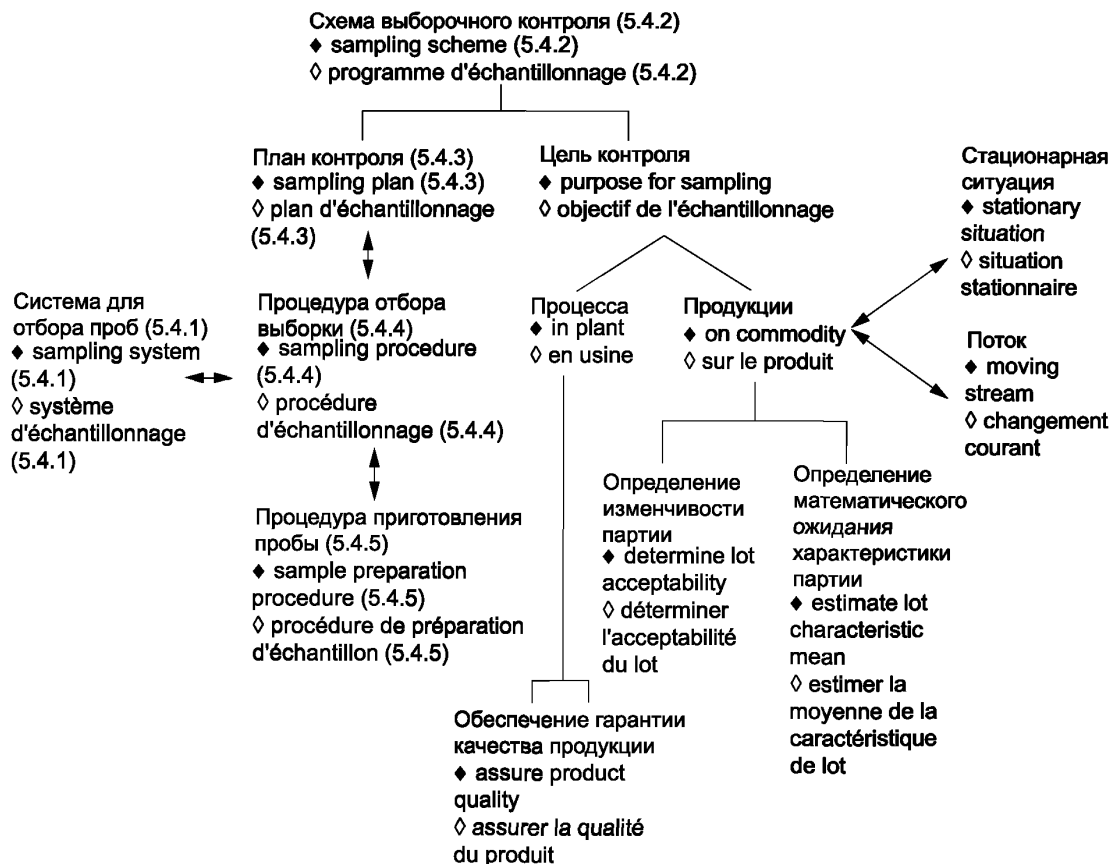 Схема выборочного контроля (5.4.2)
♦ sampling scheme (5.4.2)
◊ programme d'échantillonnage (5.4.2)
План контроля (5.4.3)
♦ sampling plan (5.4.3)
◊ plan d'échantillonnage
(5.4.3)
Цель контроля
♦ purpose for sampling
◊ objectif de l'échantillonnage
Стационарная
ситуация
♦ stationary
situation
◊ situation
stationnaire
Система для
отбора проб (5.4.1)
♦ sampling system
(5.4.1)
◊ système
d'échantillonnage
(5.4.1)
Процедура отбора
выборки (5.4.4)
♦ sampling procedure
(5.4.4)
◊ procédure
d'échantillonnage (5.4.4)
Процесса
♦ in plant
◊ en usine
Продукции
♦ on commodity
◊ sur le produit
Поток
♦ moving
stream
◊ changement
courant
Процедура приготовления
пробы (5.4.5)
♦ sample preparation
procedure (5.4.5)
◊ procédure de préparation
d'échantillon (5.4.5)
Определение
изменчивости
партии
♦ determine lot
acceptability
◊ déterminer
l'acceptabilité
du lot
Определение
математического
ожидания
характеристики
партии
♦ estimate lot
characteristic
mean
◊ estimer la
moyenne de la
caractéristique
de lot
Обеспечение гарантии
качества продукции
♦ assure product
quality
◊ assurer la qualité
du produit